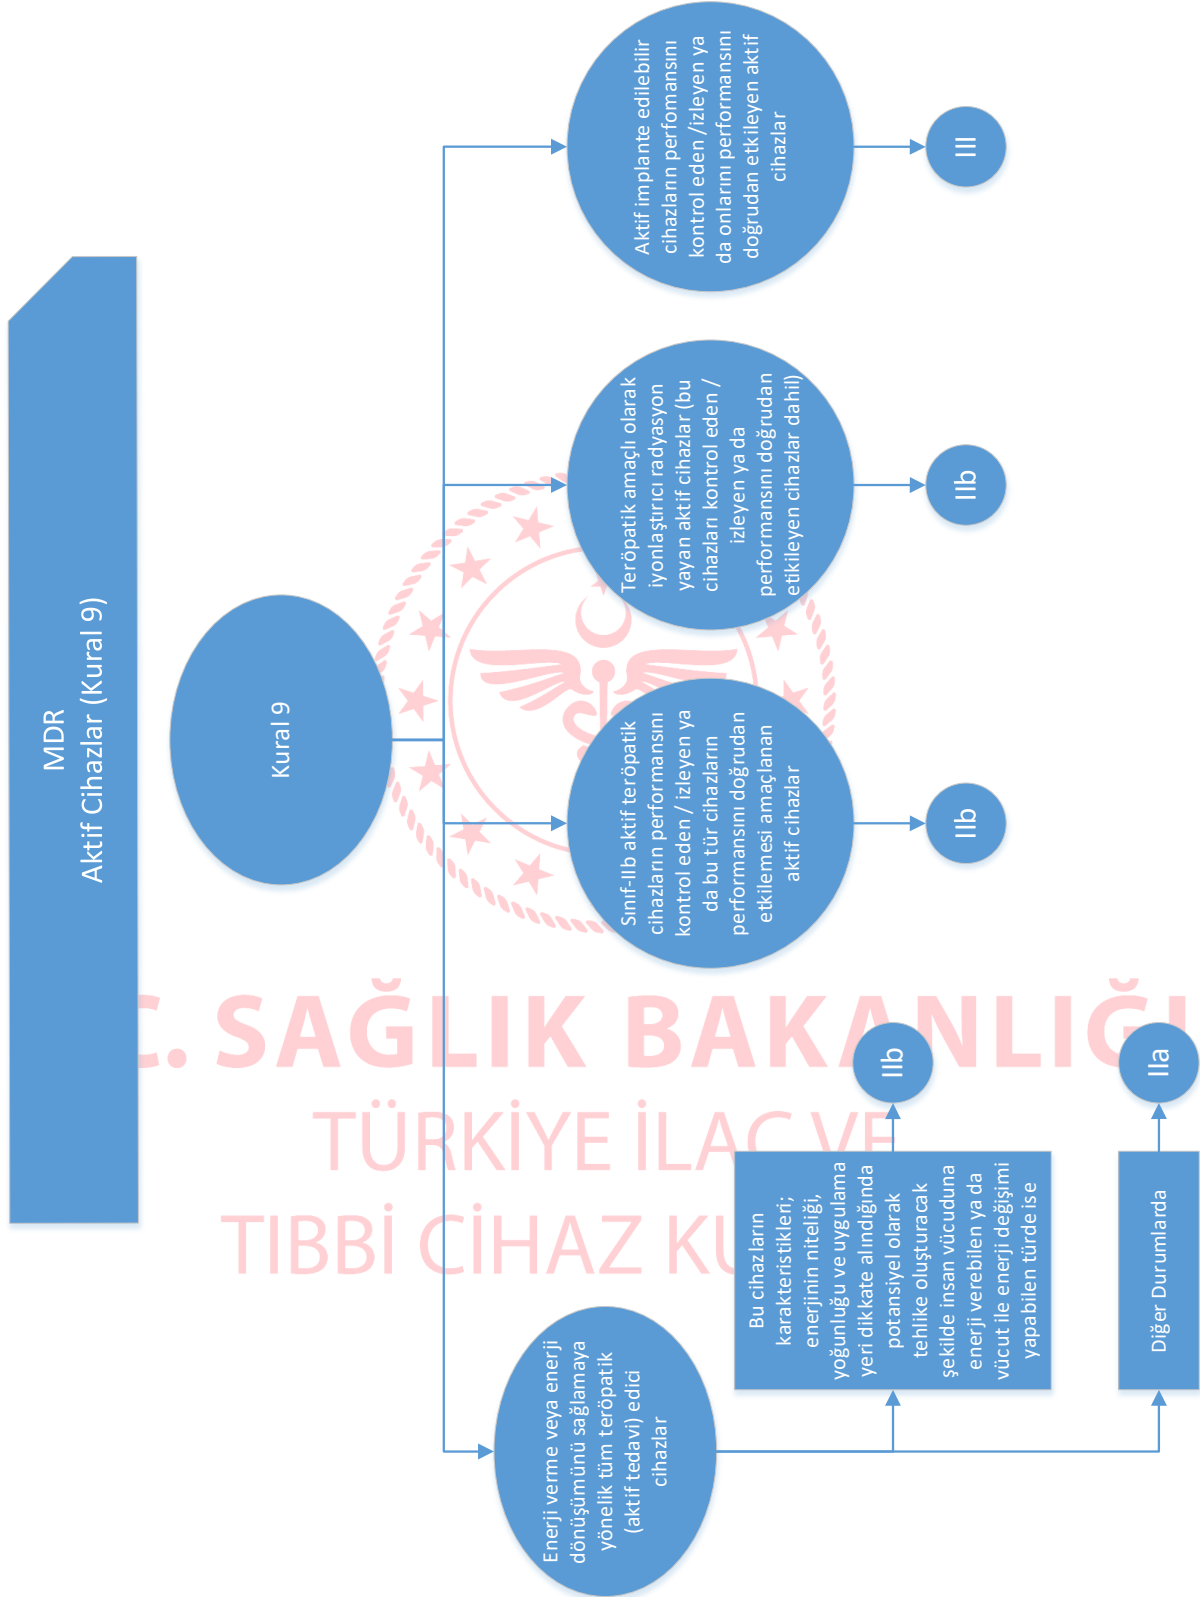 MDR
Aktif Cihazlar (Kural 9)
Kural 9
Enerji verme veya enerji
dönüşümünü sağlamaya
yönelik tüm teröpatik
(aktif tedavi) edici
cihazlar
Bu cihazların
karakteristikleri;
enerjinin niteliği,
yoğunluğu ve uygulama
yeri dikkate alındığında
potansiyel olarak
tehlike oluşturacak
şekilde insan vücuduna
enerji verebilen ya da
vücut ile enerji değişimi
yapabilen türde ise
IIb
Diğer Durumlarda
IIa
Sınıf-IIb aktif teröpatik
cihazların performansını
kontrol eden / izleyen ya
da bu tür cihazların
performansını doğrudan
etkilemesi amaçlanan
aktif cihazlar
IIb
Teröpatik amaçlı olarak
iyonlaştırıcı radyasyon
yayan aktif cihazlar (bu
cihazları kontrol eden /
izleyen ya da
performansını doğrudan
etikileyen cihazlar dahil)
IIb
Aktif implante edilebilir
cihazların perfomansını
kontrol eden /izleyen ya
da onlarını performansını
doğrudan etkileyen aktif
cihazlar
III
C. SAĞLIK BAKANLIĞI
TÜRKİYE İLAÇ VE
TIBBİ CİHAZ KU